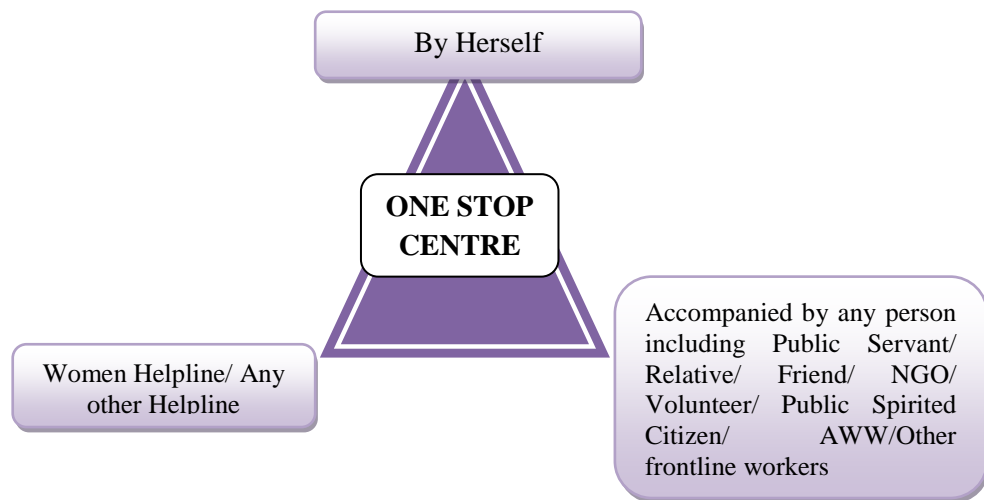 By Herself
ONE STOP
CENTRE
Women Helpline/ Any
other Helpline
Accompanied by any person
including Public Servant/
Relative/ Friend/ NGO/
Volunteer/ Public Spirited
Citizen/ AWW/Other
frontline workers